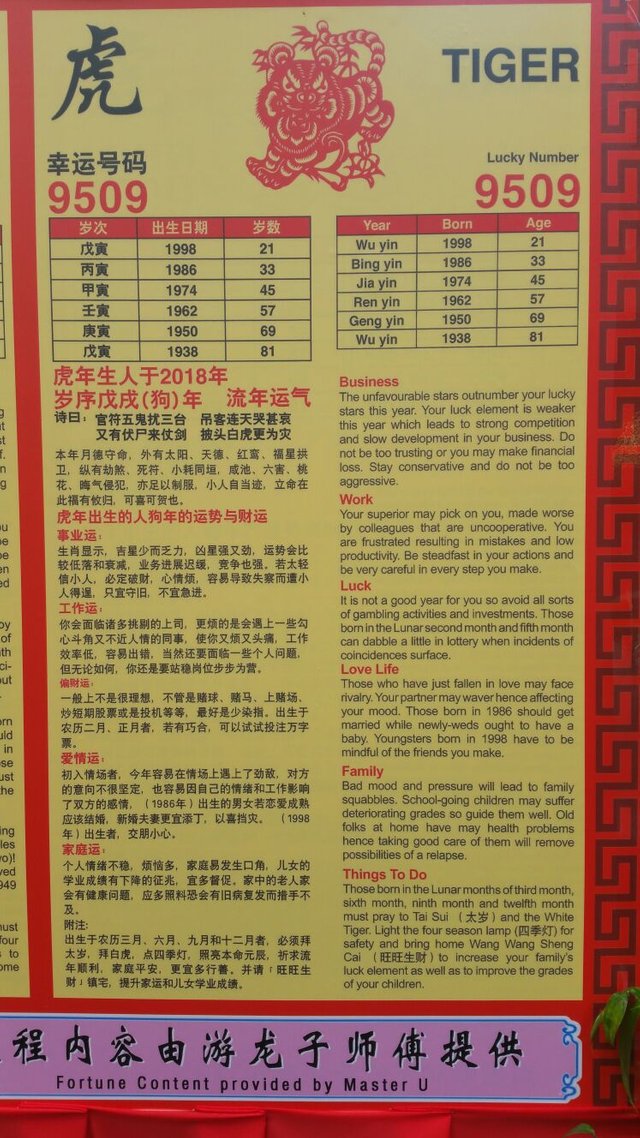 虎
TIGER
幸运号码
9509
Lucky Number
9509
岁次 出生日期 岁数
戊寅 1998 21
丙寅 1986 33
甲寅 1974 45
壬寅 1962 57
庚寅 1950 69
戊寅 1938 81
Year Born Age
Wu yin 1998 21
Bing yin 1986 33
Jia yin 1974 45
Ren yin 1962 57
Geng yin 1950 69
Wu yin 1938 81
虎年生人于2018年
岁序戊戌(狗)年 流年运气
诗曰：官符五鬼扰三台 吊客连天哭甚哀
又有伏尸来仗剑 披头白虎更为灾
本年月德守命，外有太阳、天德、红鸾、福星拱
卫，纵有劫煞、死符、小耗同垣，咸池、六害、桃
花、晦气侵犯，亦足以制服，小人自当迹，立命在
此福有攸归，可喜可贺也。
虎年出生的人狗年的运势与财运
事业运：
生肖显示，吉星少而乏力，凶星强又劲，运势会比
较低落和衰减，业务进展迟缓，竞争也强。若太轻
信小人，必定破财，心情烦，容易导致失察而遭小
人得逞，只宜守旧，不宜急进。
工作运：
你会面临诸多挑剔的上司，更烦的是会遇上一些勾
心斗角又不近人情的同事，使你又烦又头痛，工作
效率低，容易出错，当然还要面临一些个人问题，
但无论如何，你还是要站稳岗位步步为营。
偏财运：
一般上不是很理想，不管是赌球、赌马、上赌场、
炒短期股票或是投机等等，最好是少染指。出生于
农历二月、正月者，若有巧合，可以试试投注万字
票。
爱情运：
初入情场者，今年容易在情场上遇上了劲敌，对方
的意向不很坚定，也容易因自己的情绪和工作影响
了双方的感情，（1986年）出生的男女若恋爱成熟
应该结婚，新婚夫妻更宜添丁，以喜挡灾。（1998
年）出生者，交朋小心。
家庭运：
个人情绪不稳，烦恼多，家庭易发生口角，儿女的
学业成绩有下降的征兆，宜多督促。家中的老人家
会有健康问题，应多照料恐会有旧病复发而措手不
及。
附注：
出生于农历三月、六月、九月和十二月者，必须拜
太岁，拜白虎，点四季灯，照亮本命元辰，祈求流
年顺利，家庭平安，更宜多行善。并请「旺旺生
财」镇宅，提升家运和儿女学业成绩。
Business
The unfavourable stars outnumber your lucky
stars this year. Your luck element is weaker
this year which leads to strong competition
and slow development in your business. Do
not be too trusting or you may make financial
loss. Stay conservative and do not be too
aggressive.
Work
Your superior may pick on you, made worse
by colleagues that are uncooperative. You
are frustrated resulting in mistakes and low
productivity. Be steadfast in your actions and
be very careful in every step you make.
Luck
It is not a good year for you so avoid all sorts
of gambling activities and investments. Those
born in the Lunar second month and fifth month
can dabble a little in lottery when incidents of
coincidences surface.
Love Life
Those who have just fallen in love may face
rivalry. Your partner may waver hence affecting
your mood. Those born in 1986 should get
married while newly-weds ought to have a
baby. Youngsters born in 1998 have to be
mindful of the friends you make.
Family
Bad mood and pressure will lead to family
squabbles. School-going children may suffer
deteriorating grades so guide them well. Old
folks at home have may health problems
hence taking good care of them will remove
possibilities of a relapse.
Things To Do
Those born in the Lunar months of third month,
sixth month, ninth month and twelfth month
must pray to Tai Sui （太岁）and the White
Tiger. Light the four season lamp (四季灯) for
safety and bring home Wang Wang Sheng
Cai （旺旺生财）to increase your family's
luck element as well as to improve the grades
of your children.
程内容由游龙子师傅提供
Fortune Content provided by Master U